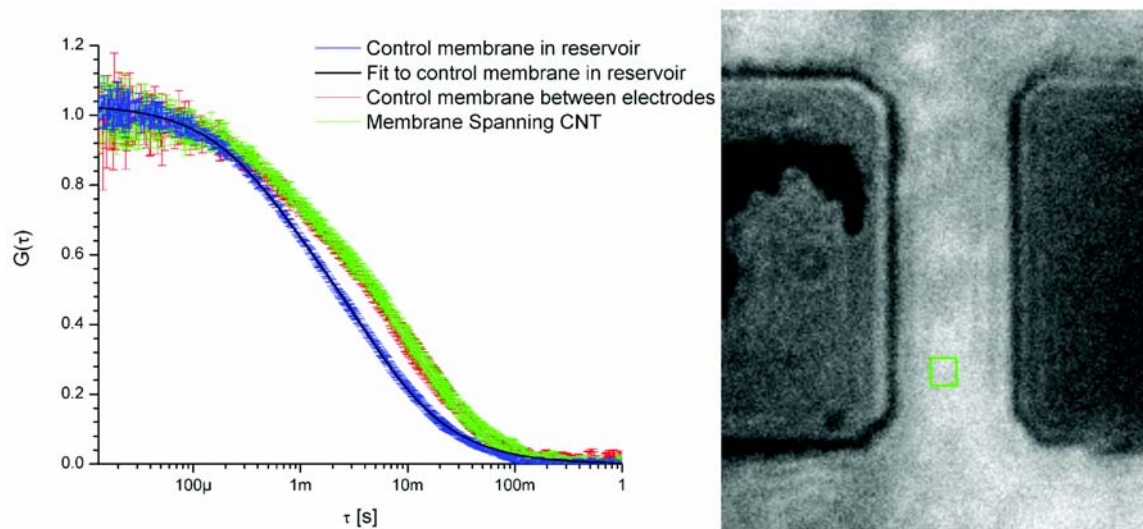 1.2
1.0
0.8
0.6
0.4
0.2
0.0
G(τ)
Control membrane in reservoir
Fit to control membrane in reservoir
Control membrane between electrodes
Membrane Spanning CNT
100µ 1m 10m 100m 1
τ [s]